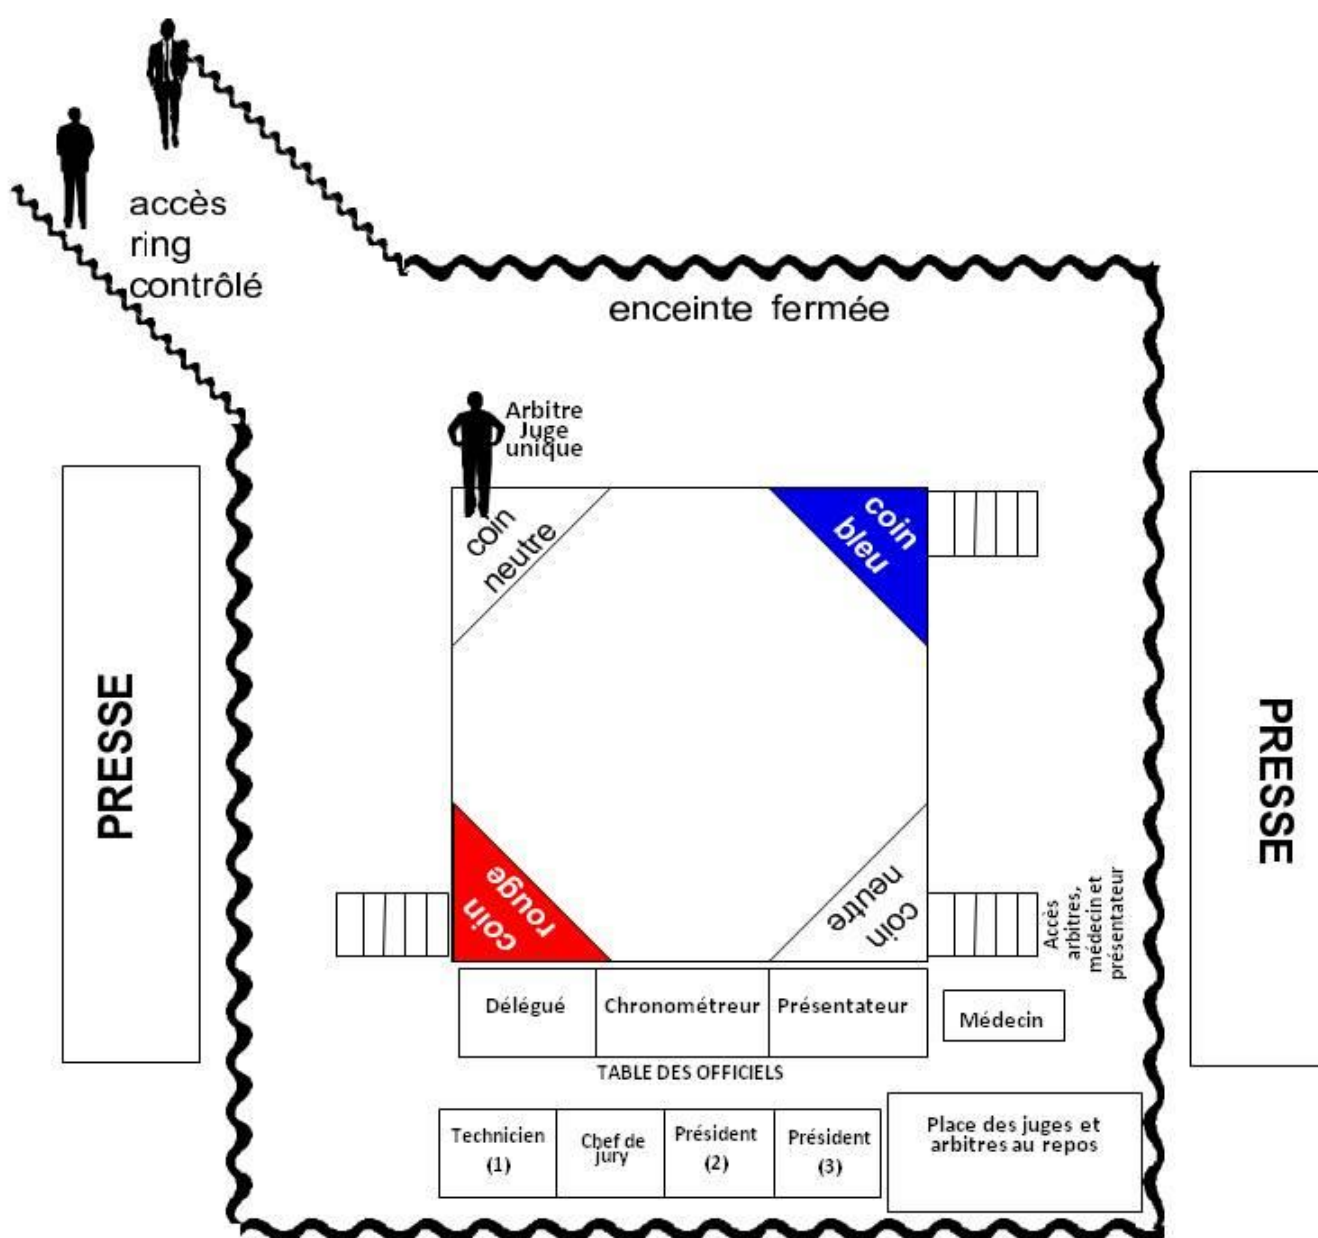 accès
ring
contrôlé
enceinte fermée
Arbitre
Juge
unique
coin
neutre
coin
bleu
PRESSE
PRESSE
coin
rouge
coin
neutre
Accès
arbitres,
médecin et
présentateur
Délégué
Chronométreur
Présentateur
Médecin
TABLE DES OFFICIELS
Technicien
(1)
Chef de
jury
Président
(2)
Président
(3)
Place des juges et
arbitres au repos